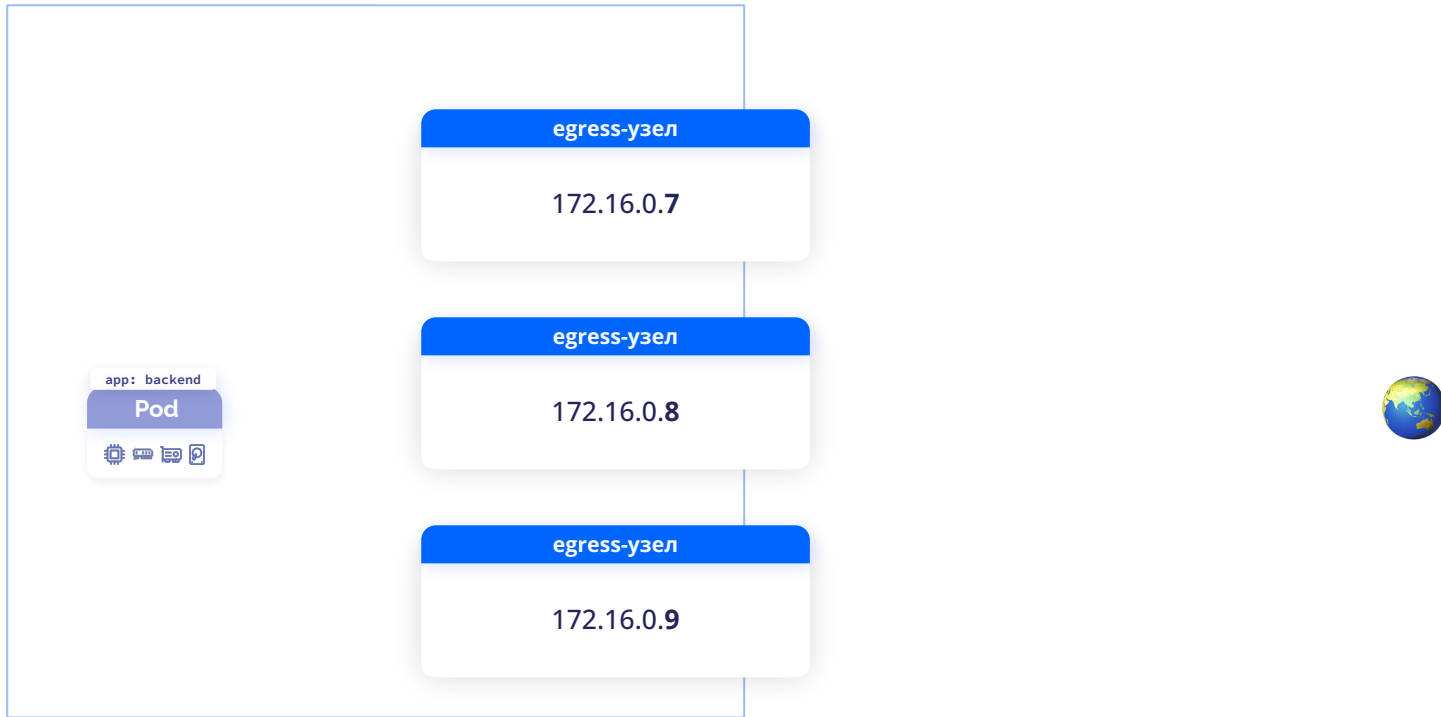 egress-узел
172.16.0.7
egress-узел
172.16.0.8
app: backend
Pod
egress-узел
172.16.0.9